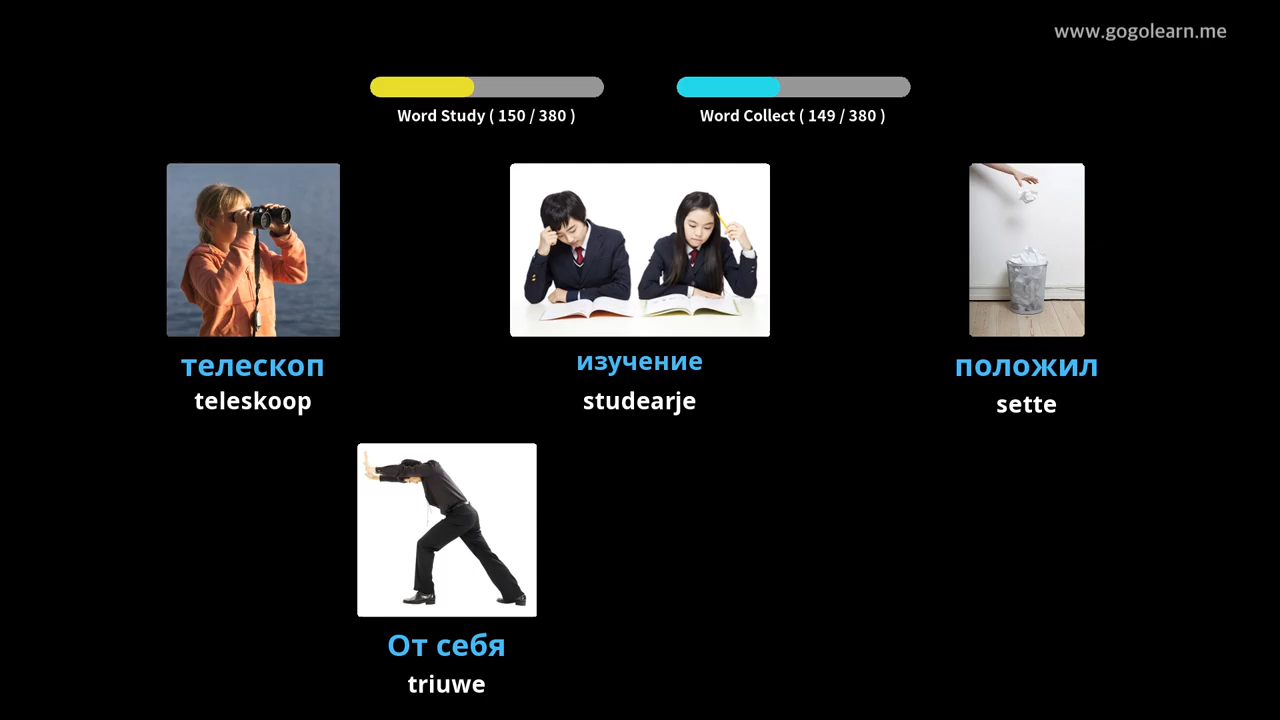 www.gogolearn.me
Word Study ( 150 / 380 )
Word Collect ( 149 / 380 )
телескоп
teleskoop
изучение
studearje
положил
sette
От себя
triuwe